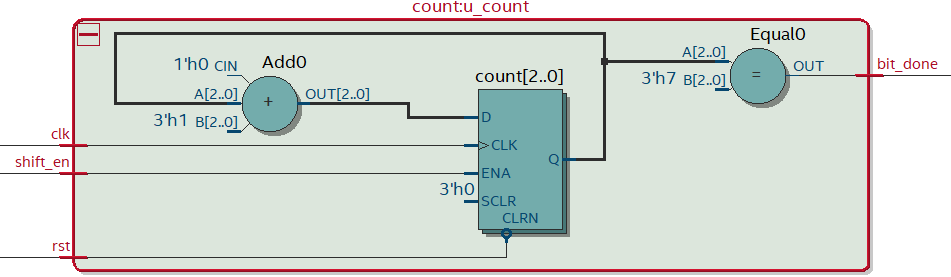 count:u_count
Equal0
Add0
1'h0 CIN
A[2..0]
OUT[2..0]
3'h1 B[2..0]
+
count[2..0]
A[2..0]
3'h7 B[2..0]
=
OUT
bit_done
D
clk
CLK
Q
shift_en
ENA
3'h0
SCLR
CLRN
rst